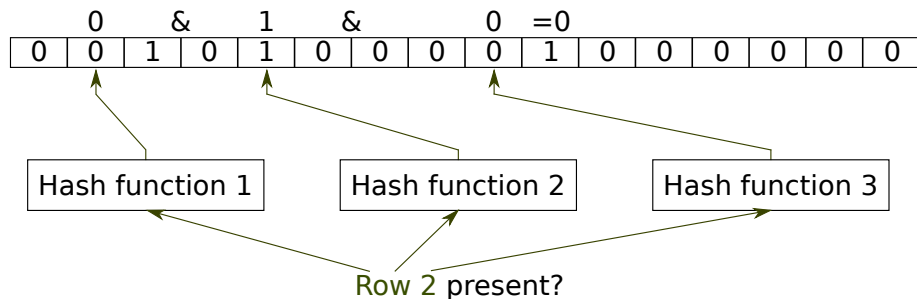 0 & 1 & 0 =0
0 0 1 0 1 0 0 0 0 1 0 0 0 0 0 0
Hash function 1 Hash function 2 Hash function 3
Row 2 present?